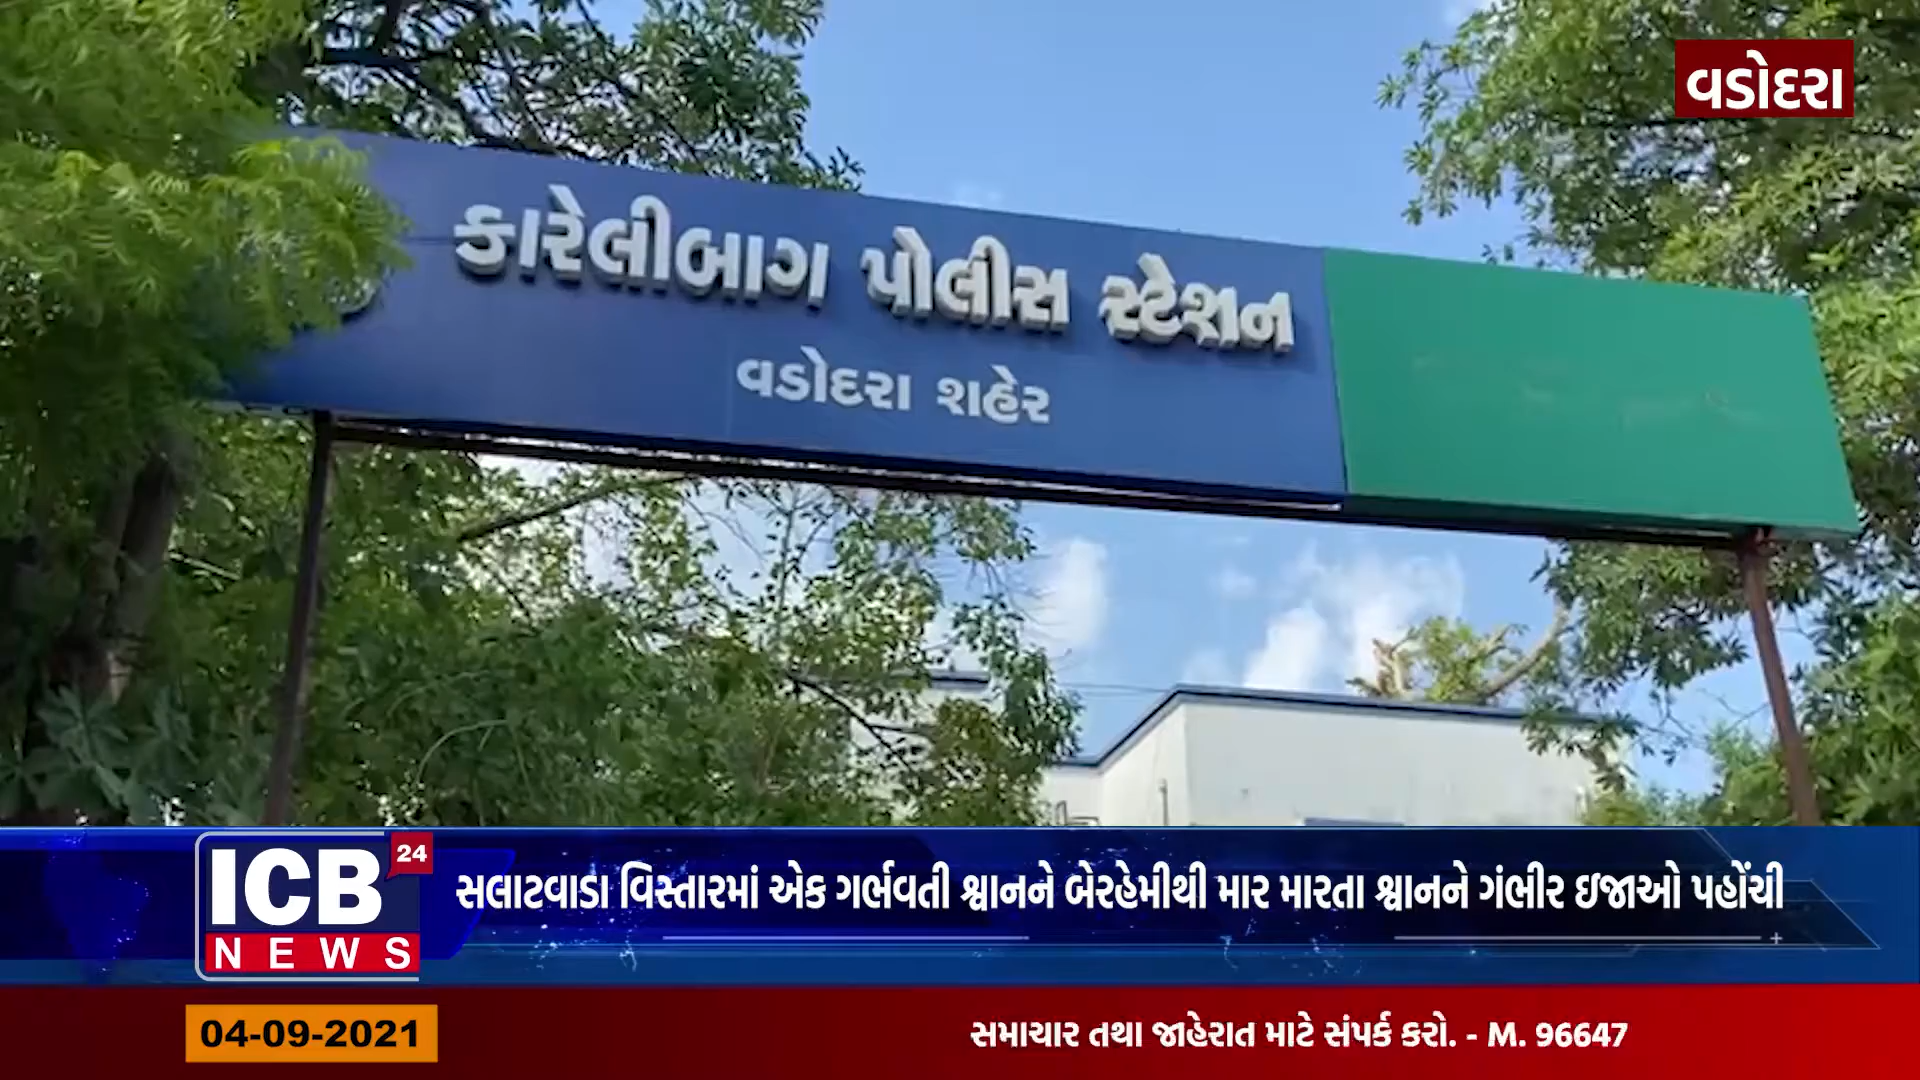 વડોદરા
કારેલીબાગ પોલીસ સ્ટેશન
વડોદરા શહેર
ICB 24
NEWS
સલાટવાડા વિસ્તારમાં એક ગર્ભવતી શ્વાનને બેરહેમીથી માર મારતા શ્વાનને ગંભીર ઇજાઓ પહોંચી
04-09-2021
સમાચાર તથા જાહેરાત માટે સંપર્ક કરો. - M. 96647